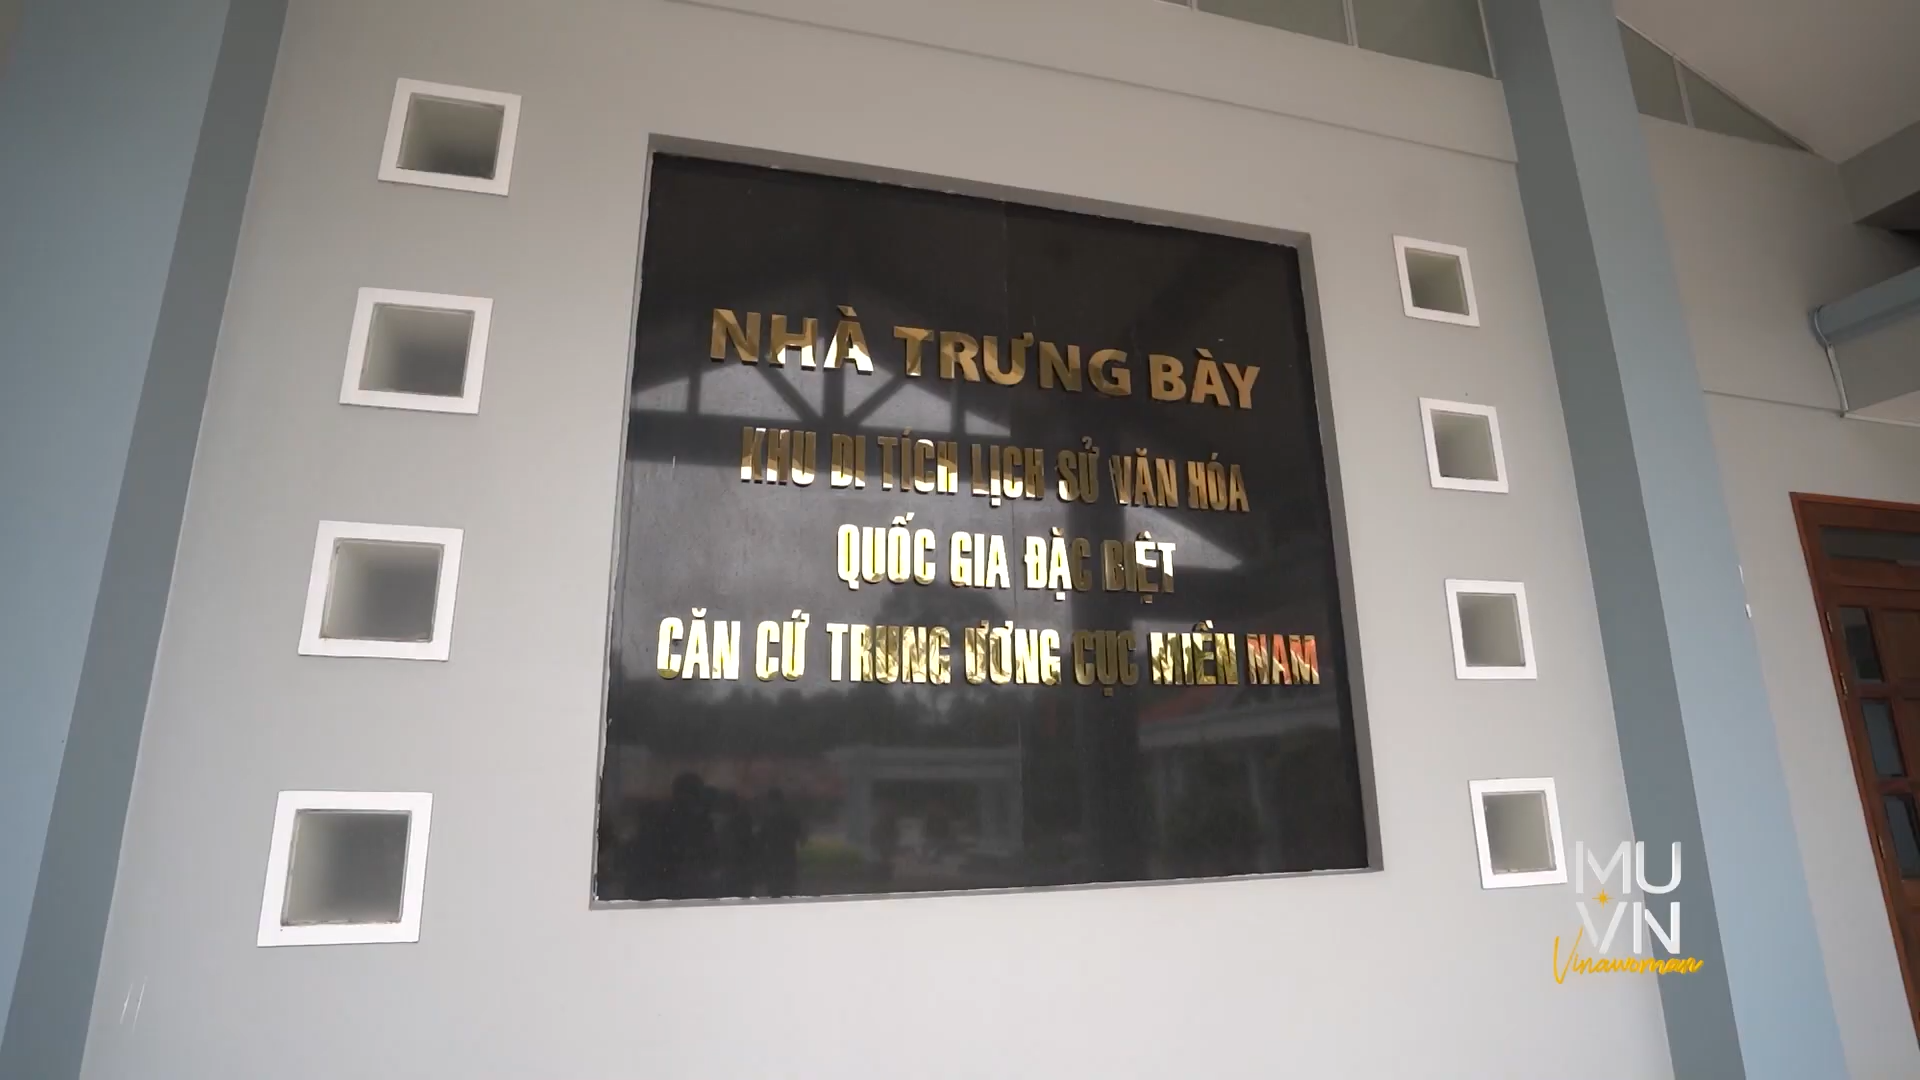 NHÀ TRƯNG BÀY
KHU DI TÍCH LỊCH SỬ VĂN HÓA
QUỐC GIA ĐẶC BIỆT
CĂN CỨ TRUNG ƯƠNG CỤC MIỀN NAM
MU
VN
Vinawoman